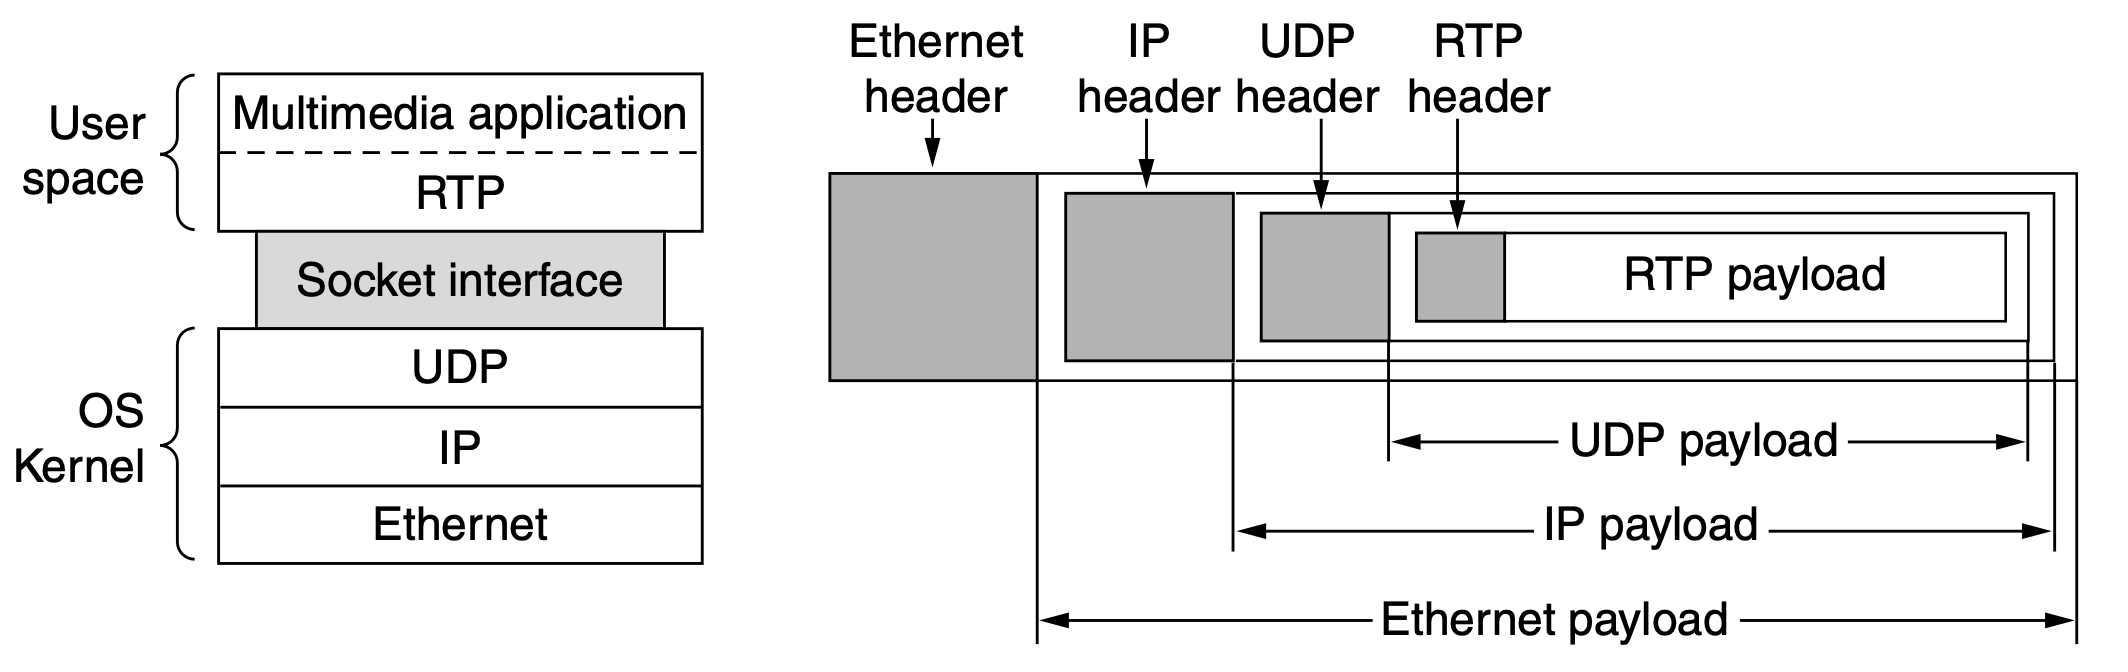 User
space
Multimedia application
RTP
Socket interface
OS
Kernel
UDP
IP
Ethernet
Ethernet
header
IP
header
UDP
header
RTP
header
RTP payload
UDP payload
IP payload
Ethernet payload